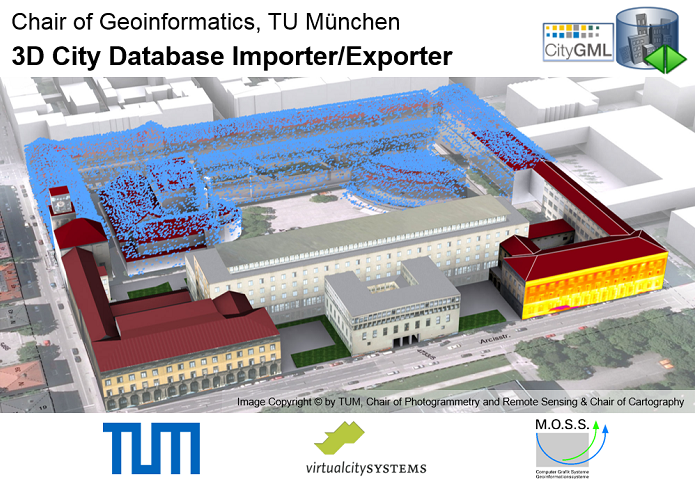 Chair of Geoinformatics, TU München
3D City Database Importer/Exporter
CityGML
Arcisstr.
Image Copyright © by TUM, Chair of Photogrammetry and Remote Sensing & Chair of Cartography
TUM
virtualcitySYSTEMS
M.O.S.S.
Computer Grafik Systeme
Geoinformationssysteme